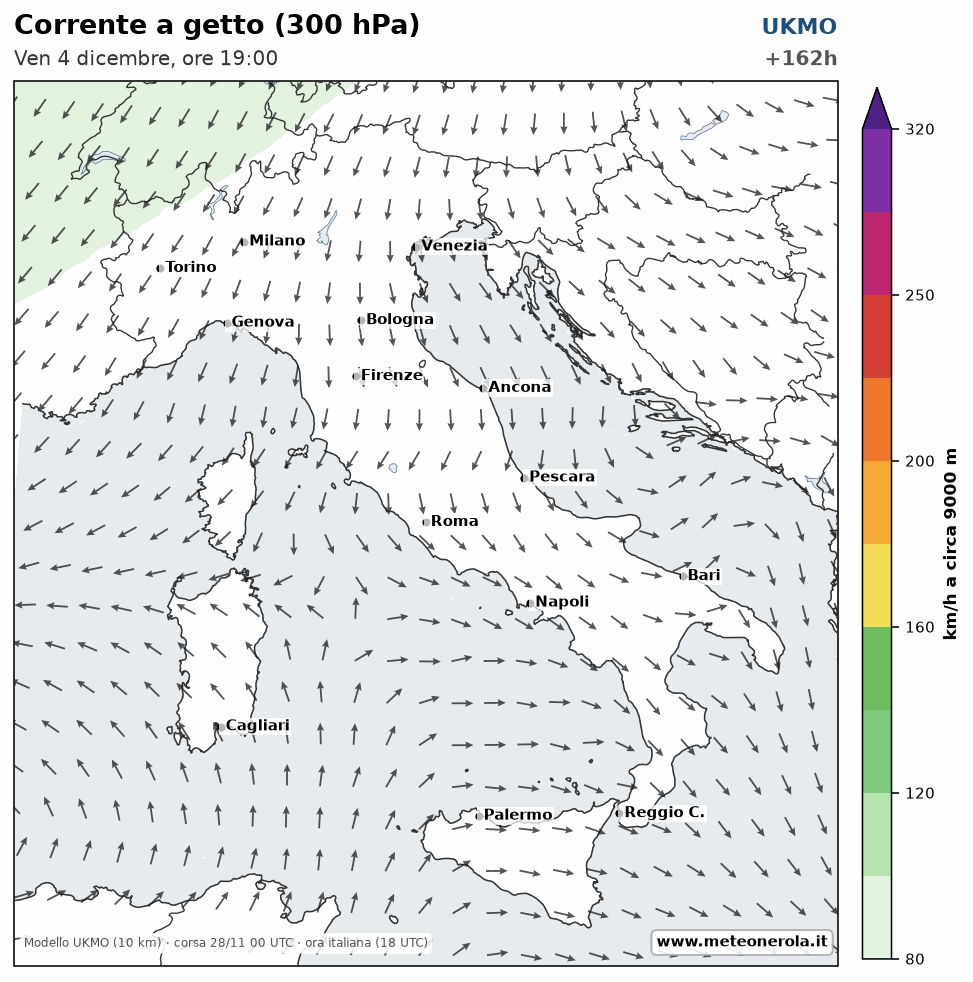 Corrente a getto (300 hPa)
UKMO
Ven 4 dicembre, ore 19:00
+162h
320
Milano
Venezia
Torino
250
Genova
Bologna
Firenze
Ancona
200
Pescara
Roma
km/h a circa 9000 m
Bari
Napoli
160
Cagliari
120
Palermo
Reggio C.
Modello UKMO (10 km) · corsa 28/11 00 UTC · ora italiana (18 UTC)
www.meteonerola.it
80